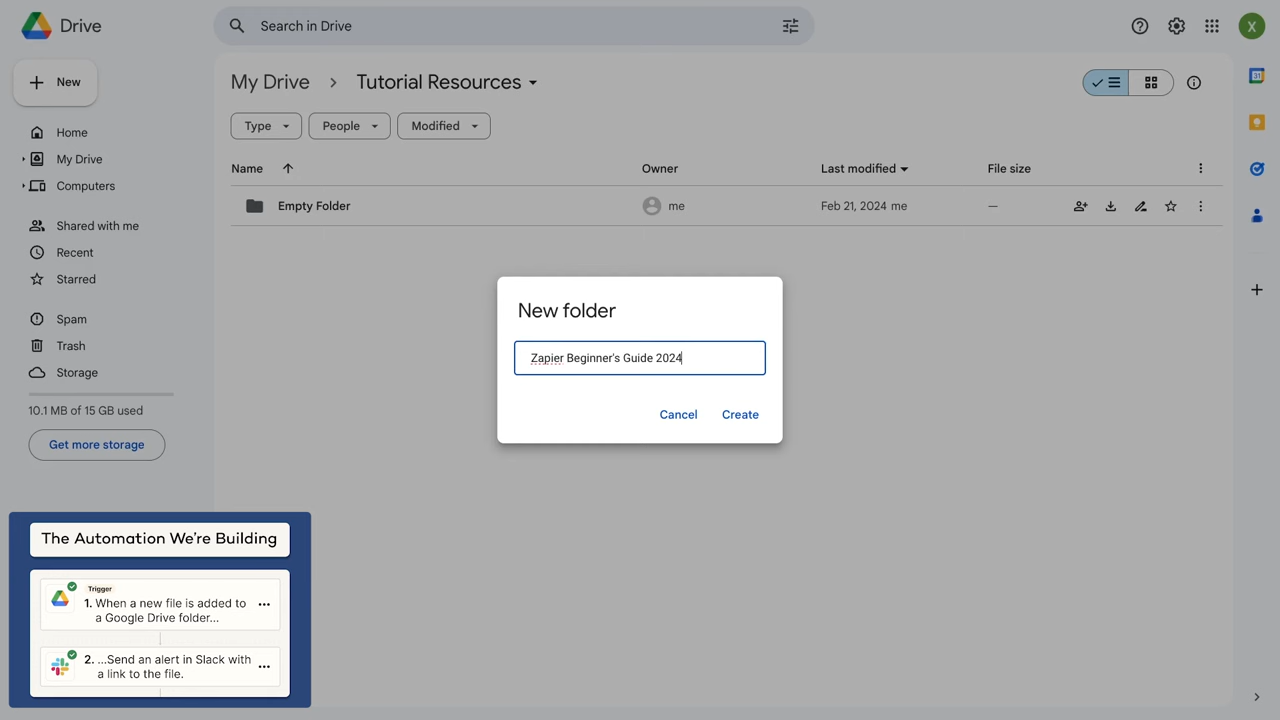 Drive
Search in Drive
X
New
My Drive
Tutorial Resources
31
Type
People
Modified
Home
My Drive
Computers
Shared with me
Recent
Starred
Spam
Trash
Storage
10.1 MB of 15 GB used
Get more storage
Name
Owner
Last modified
File size
Empty Folder
me
Feb 21, 2024 me
—
New folder
Zapier Beginner's Guide 2024
Cancel
Create
The Automation We're Building
Trigger
1. When a new file is added to
a Google Drive folder...
2. ...Send an alert in Slack with
a link to the file.